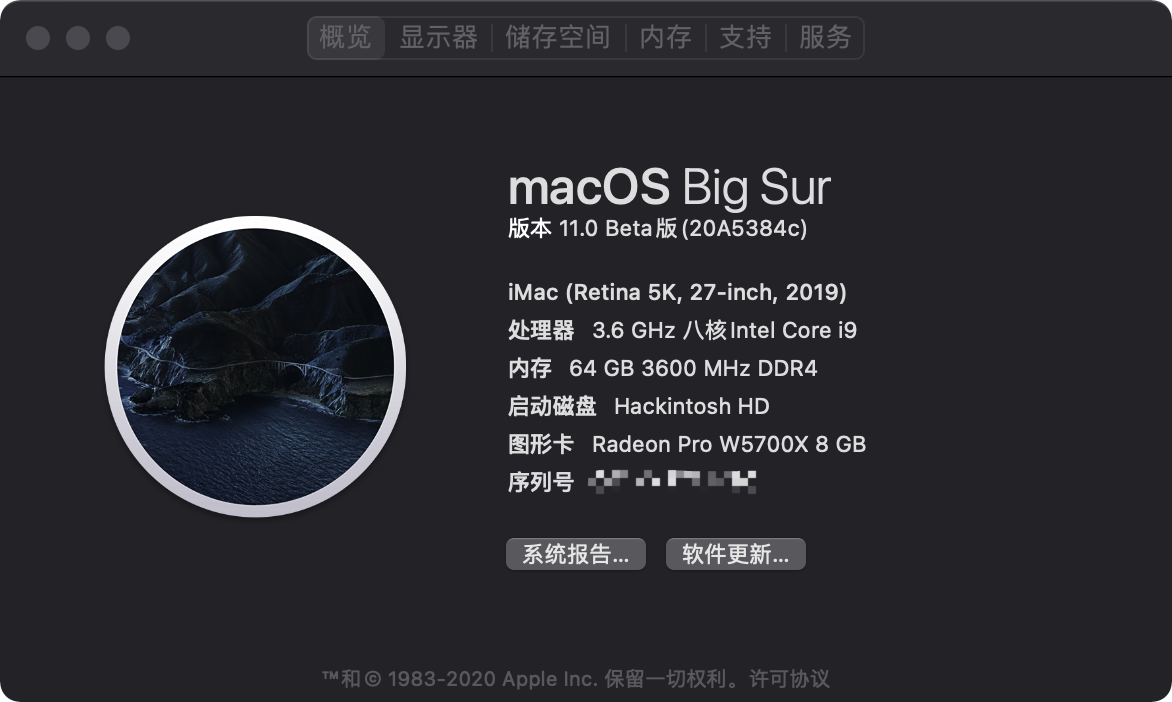 概览 显示器 储存空间 内存 支持 服务
macOS Big Sur
版本 11.0 Beta版 (20A5384c)
iMac (Retina 5K, 27-inch, 2019)
处理器 3.6 GHz 八核Intel Core i9
内存 64 GB 3600 MHz DDR4
启动磁盘 Hackintosh HD
图形卡 Radeon Pro W5700X 8 GB
序列号
系统报告... 软件更新...
™和© 1983-2020 Apple Inc. 保留一切权利。许可协议